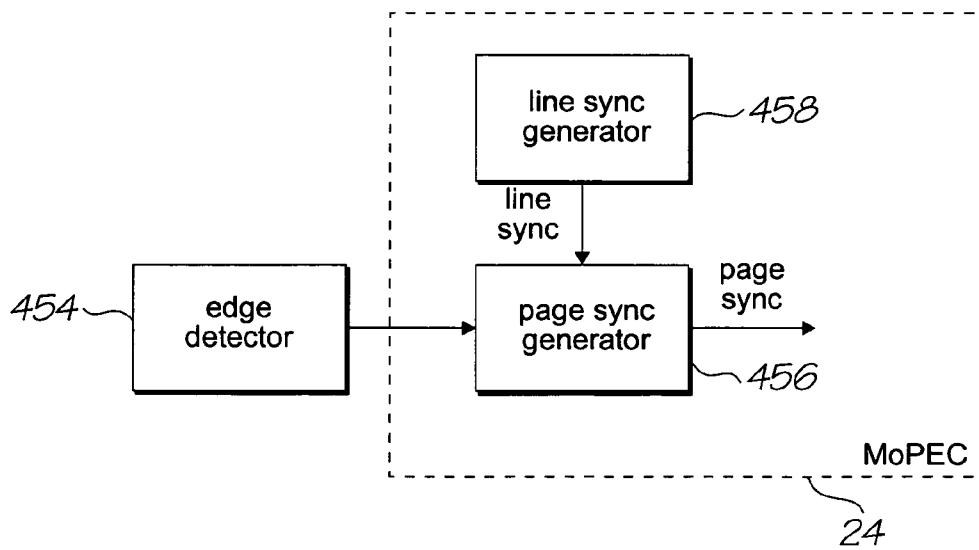 line sync
generator
458
line
sync
454
edge
detector
page sync
generator
page
sync
456
MoPEC
24